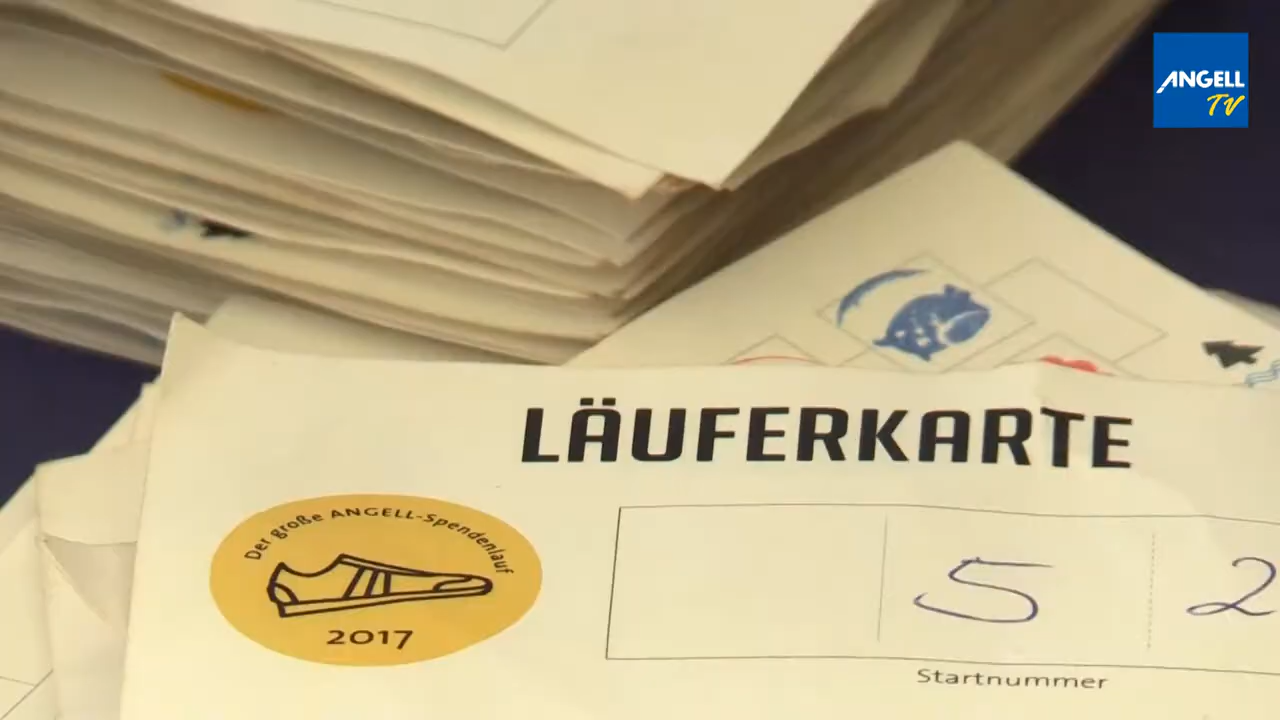 ANGELL
TV
LÄUFERKARTE
Der große ANGELL-Spendenlauf
2017
5 2
Startnummer